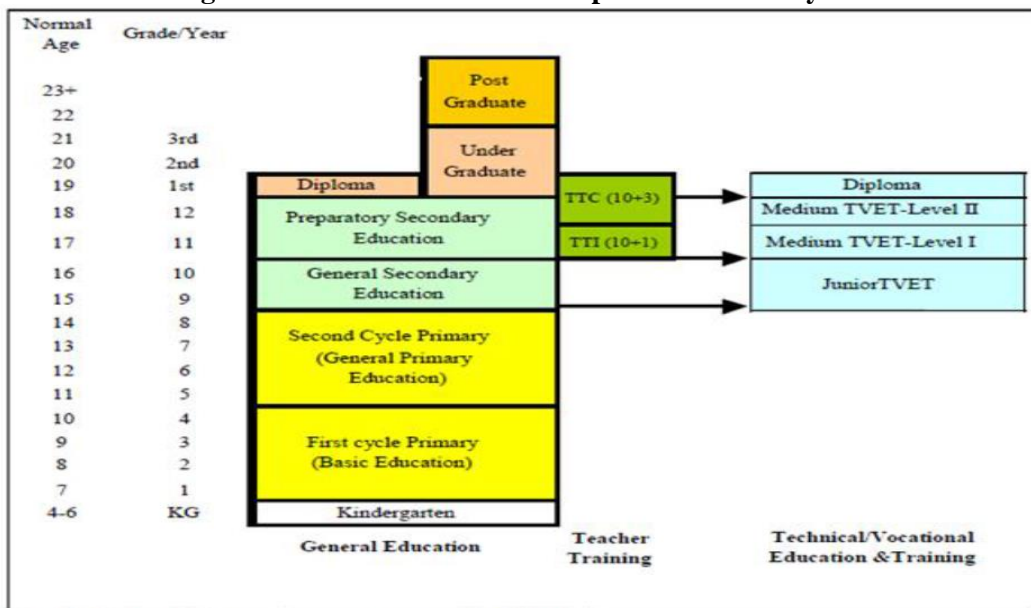 Normal
Age
Grade/Year
23+
22
21 3rd
20 2nd
19 1st
18 12
17 11
16 10
15 9
14 8
13 7
12 6
11 5
10 4
9 3
8 2
7 1
4-6 KG
Post
Graduate
Under
Graduate
Diploma
Preparatory Secondary
Education
General Secondary
Education
Second Cycle Primary
(General Primary
Education)
First cycle Primary
(Basic Education)
Kindergarten
General Education
TTC (10+3)
TTI (10+1)
Teacher
Training
Diploma
Medium TVET-Level II
Medium TVET-Level I
JuniorTVET
Technical/Vocational
Education &Training